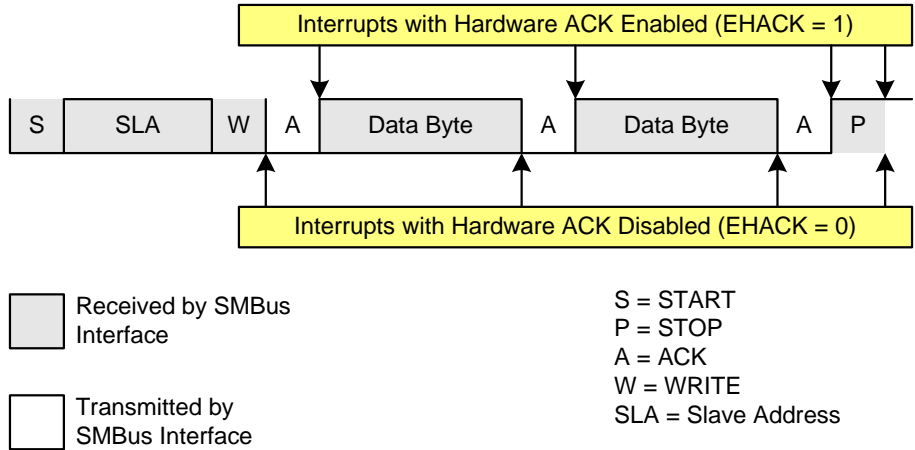 Interrupts with Hardware ACK Enabled (EHACK = 1)
S SLA W A Data Byte A Data Byte A P
Interrupts with Hardware ACK Disabled (EHACK = 0)
Received by SMBus
Interface
Transmitted by
SMBus Interface
S = START
P = STOP
A = ACK
W = WRITE
SLA = Slave Address